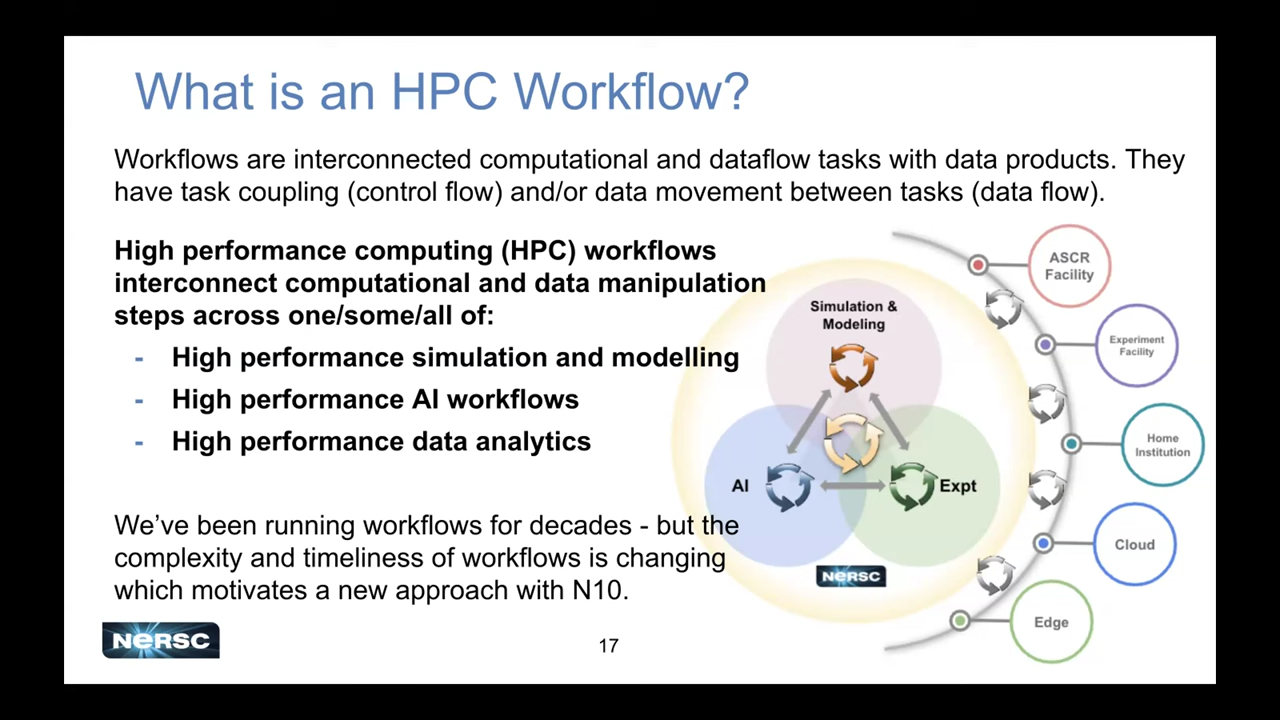 What is an HPC Workflow?
Workflows are interconnected computational and dataflow tasks with data products. They
have task coupling (control flow) and/or data movement between tasks (data flow).
High performance computing (HPC) workflows
interconnect computational and data manipulation
steps across one/some/all of:
- High performance simulation and modelling
- High performance AI workflows
- High performance data analytics
We've been running workflows for decades - but the
complexity and timeliness of workflows is changing
which motivates a new approach with N10.
Simulation &
Modeling
AI
Expt
NERSC
ASCR
Facility
Experiment
Facility
Home
Institution
Cloud
Edge
NERSC
17